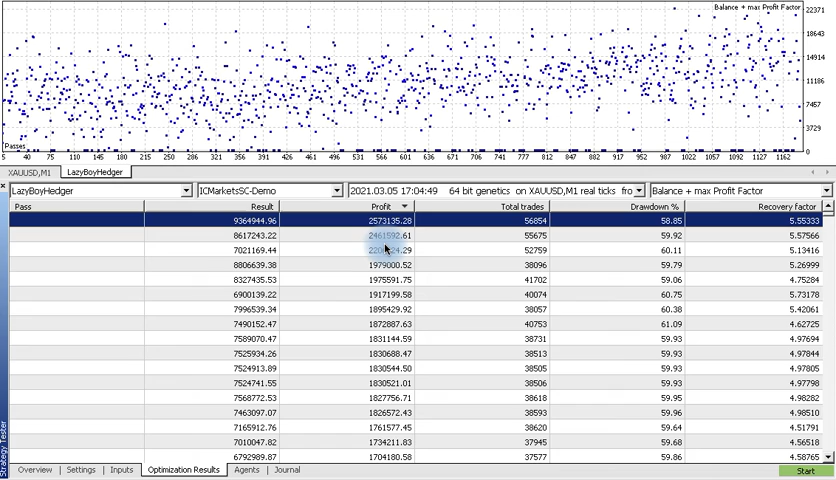 Balance + max Profit Factor
22371
18643
14914
11186
7457
3729
0
Passes
5 40 75 110 145 180 215 250 285 321 356 391 426 461 496 531 566 601 636 671 706 741 777 812 847 882 917 952 987 1022 1057 1092 1127 1162
XAUUSD,M1 LazyBoyHedger
LazyBoyHedger ICMarketsSC-Demo 2021.03.05 17:04:49 64 bit genetics on XAUUSD,M1 real ticks fro Balance + max Profit Factor
Pass Result Profit Total trades Drawdown % Recovery factor
9364944.96 2573135.28 56854 58.85 5.55333
8617243.22 2461592.61 55675 59.92 5.57566
7021169.44 24.29 52759 60.11 5.13416
8806639.38 1979000.52 38096 59.79 5.26999
8327435.53 1975591.75 41702 59.06 4.75284
6900139.22 1917199.58 40074 60.75 5.73178
7996539.34 1895429.92 38057 60.38 5.42061
7490152.47 1872887.63 40753 61.09 4.62725
7589070.47 1831144.59 38731 59.93 4.97694
7525934.26 1830688.47 38513 59.93 4.97844
7524913.89 1830544.50 38505 59.93 4.97805
7524741.55 1830521.01 38506 59.93 4.97798
7568772.53 1827756.71 38618 59.95 4.98282
7463097.07 1826572.43 38593 59.96 4.98510
7165912.76 1761577.45 38620 59.64 4.51791
7010047.82 1734211.83 37945 59.68 4.56518
6792989.87 1704180.58 37577 59.86 4.58765
Strategy Tester
Overview Settings Inputs Optimization Results Agents Journal Start